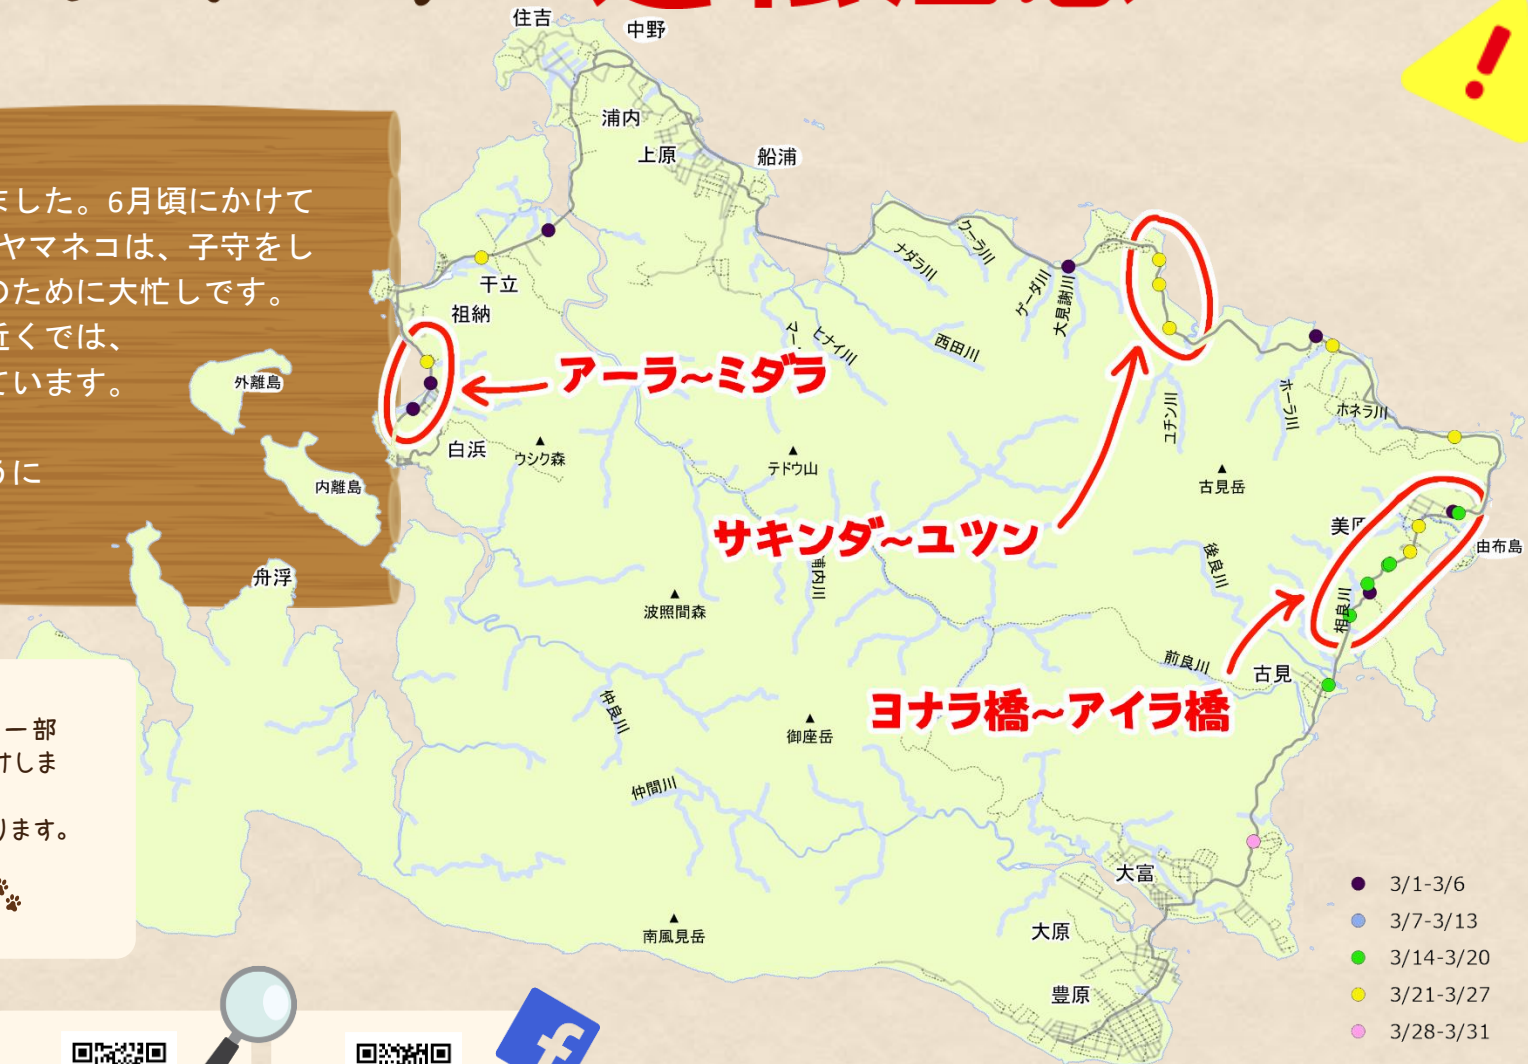 住吉
中野
浦内
上原
船浦
ました。6月頃にかけて
ヤマネコは、子守をし
のために大忙しです。
近くでは、
ています。
うに
クーラ川
ナダラ川
ゲーダ川
大見謝川
干立
祖納
ヒナイ川
西田川
アーラ～ミダラ
外離島
ユチン川
ホーラ川
ホネラ川
白浜
ウシク森
テドウ山
古見岳
内離島
サキンダ～ユツン
美原
由布島
後良川
舟浮
浦内川
波照間森
相良川
前良川
古見
ヨナラ橋～アイラ橋
仲良川
御座岳
一部
けしま
ります。
仲間川
大富
南風見岳
大原
豊原
3/1-3/6
3/7-3/13
3/14-3/20
3/21-3/27
3/28-3/31